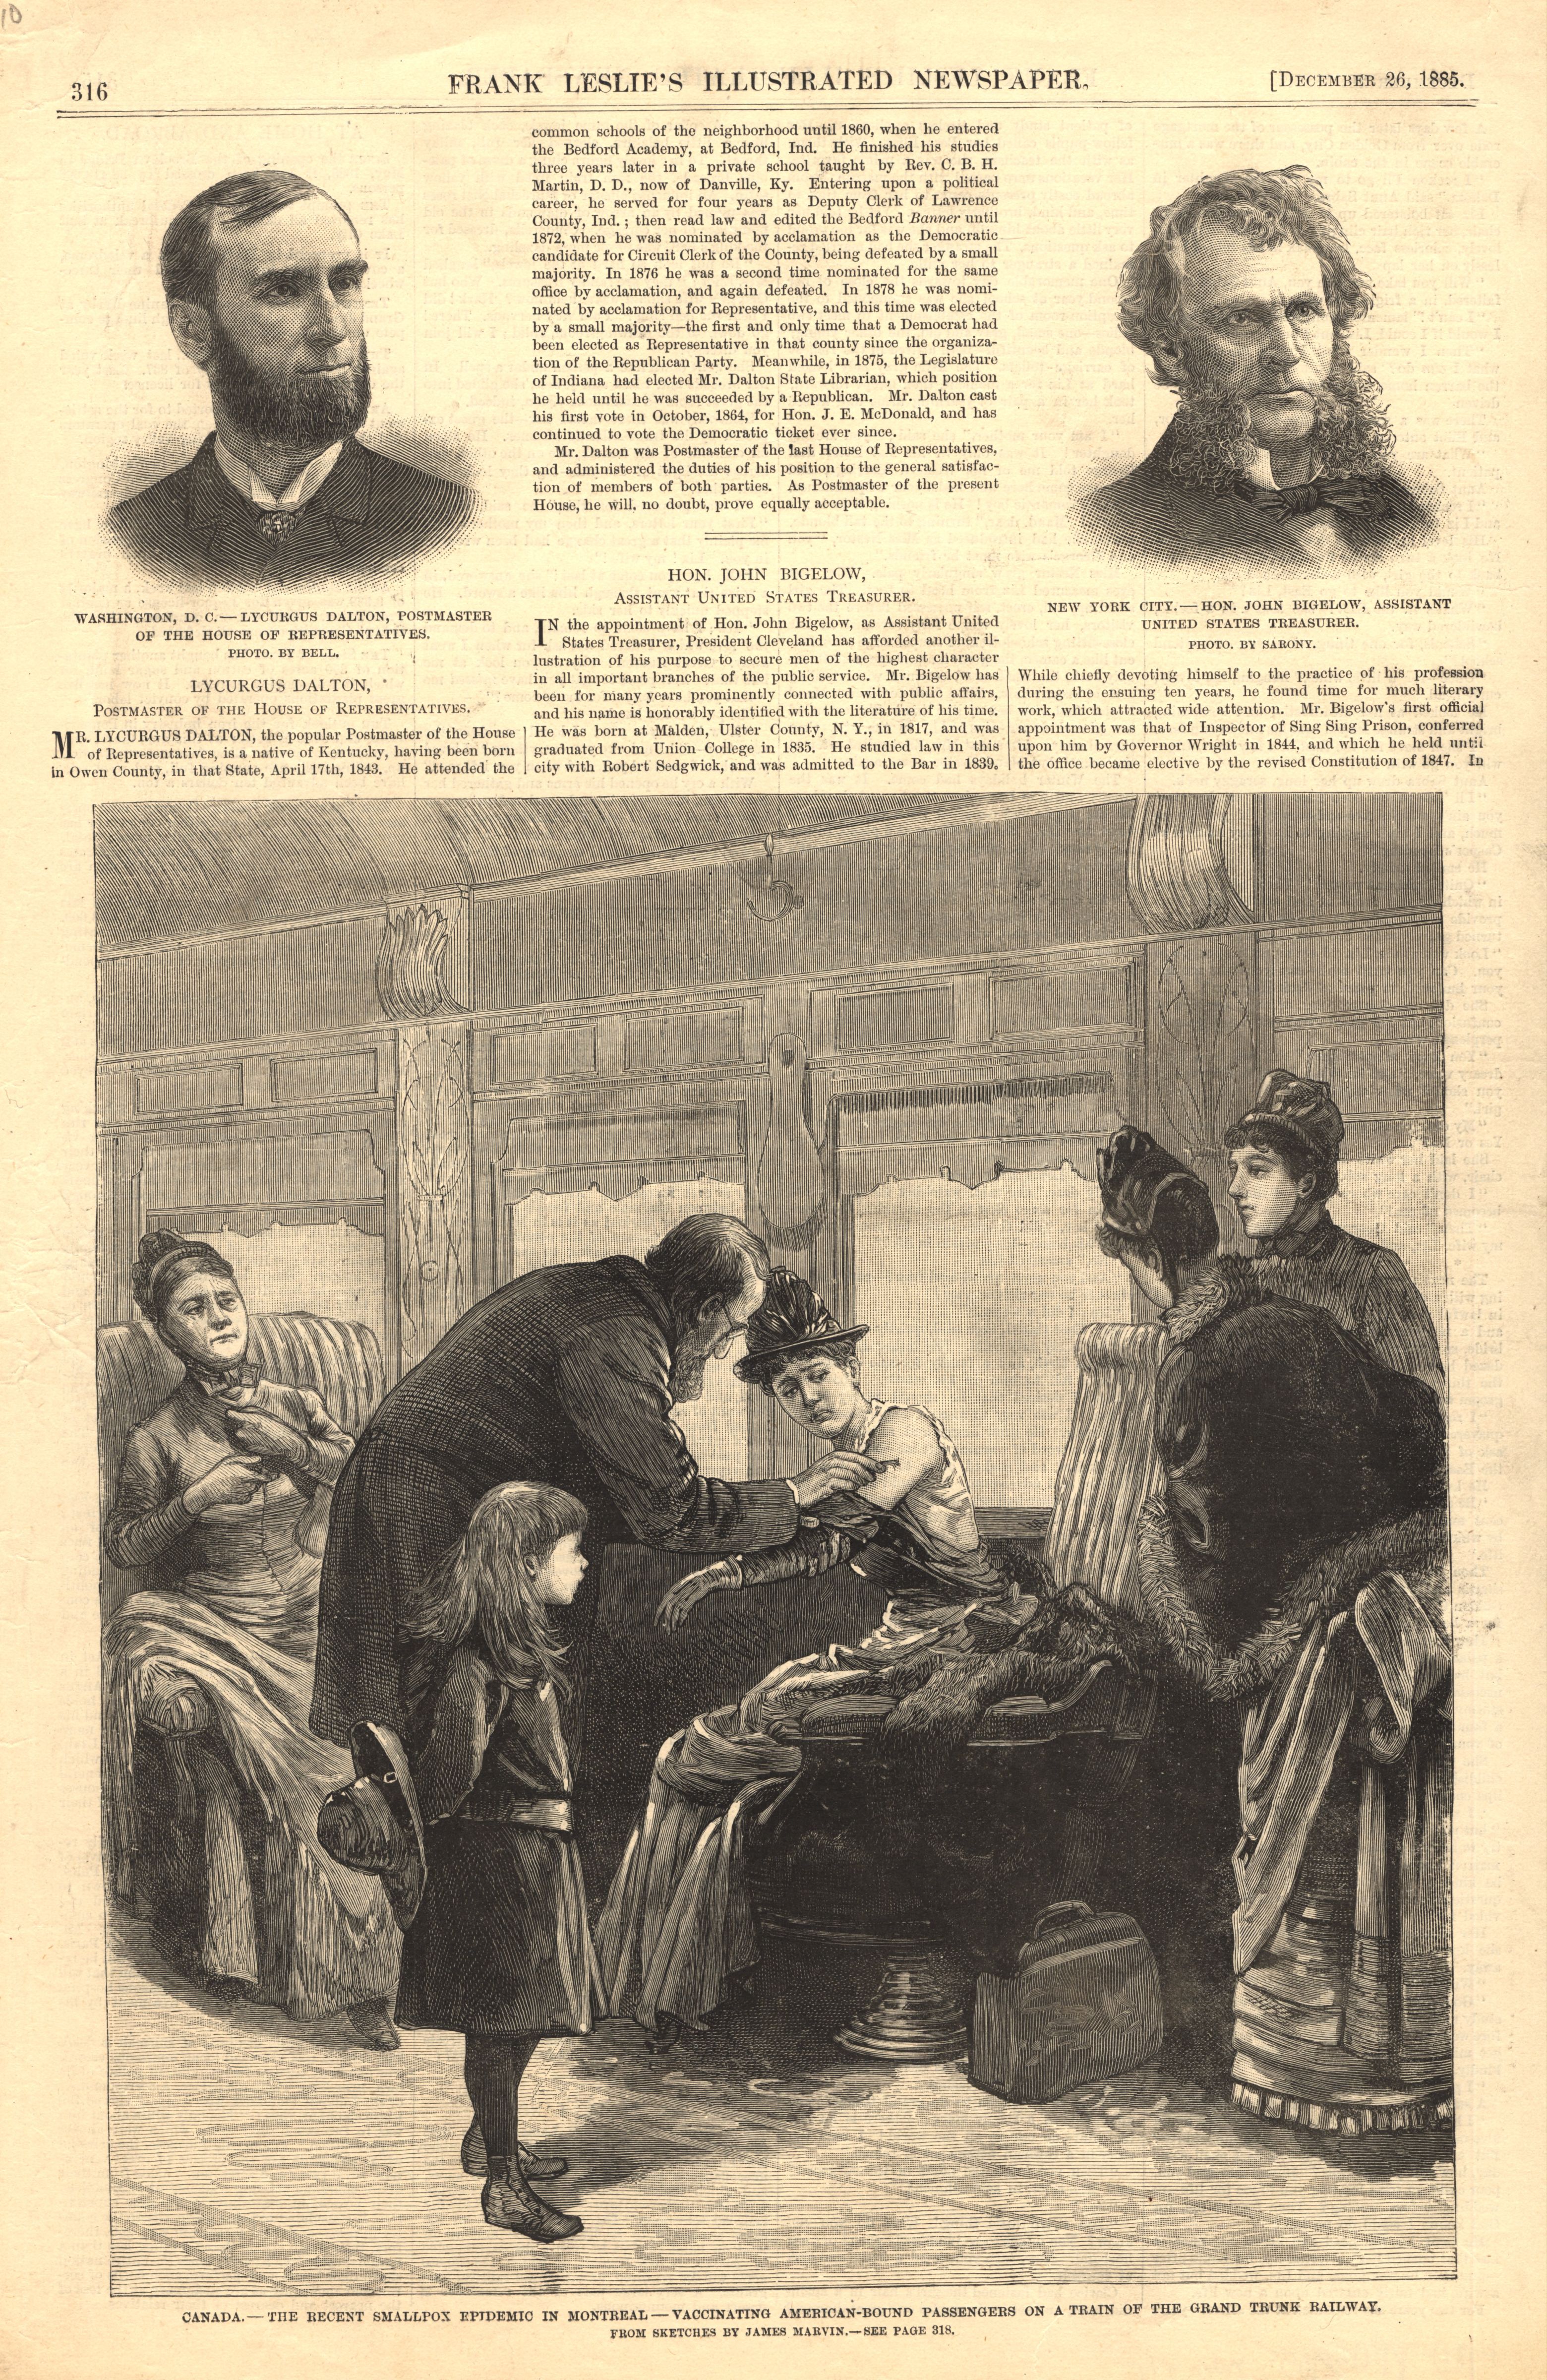 10
316
FRANK LESLIE'S ILLUSTRATED NEWSPAPER.
[DECEMBER 26, 1885.
WASHINGTON, D. C.—LYCURGUS DALTON, POSTMASTER
OF THE HOUSE OF REPRESENTATIVES.
PHOTO. BY BELL.
LYCURGUS DALTON,
POSTMASTER OF THE HOUSE OF REPRESENTATIVES.
MR. LYCURGUS DALTON, the popular Postmaster of the House
of Representatives, is a native of Kentucky, having been born
in Owen County, in that State, April 17th, 1843. He attended the
common schools of the neighborhood until 1860, when he entered
the Bedford Academy, at Bedford, Ind. He finished his studies
three years later in a private school taught by Rev. C. B. H.
Martin, D. D., now of Danville, Ky. Entering upon a political
career, he served for four years as Deputy Clerk of Lawrence
County, Ind. ; then read law and edited the Bedford Banner until
1872, when he was nominated by acclamation as the Democratic
candidate for Circuit Clerk of the County, being defeated by a small
majority. In 1876 he was a second time nominated for the same
office by acclamation, and again defeated. In 1878 he was nomi-
nated by acclamation for Representative, and this time was elected
by a small majority—the first and only time that a Democrat had
been elected as Representative in that county since the organiza-
tion of the Republican Party. Meanwhile, in 1875, the Legislature
of Indiana had elected Mr. Dalton State Librarian, which position
he held until he was succeeded by a Republican. Mr. Dalton cast
his first vote in October, 1864, for Hon. J. E. McDonald, and has
continued to vote the Democratic ticket ever since.
Mr. Dalton was Postmaster of the last House of Representatives,
and administered the duties of his position to the general satisfac-
tion of members of both parties. As Postmaster of the present
House, he will, no doubt, prove equally acceptable.
HON. JOHN BIGELOW,
ASSISTANT UNITED STATES TREASURER.
IN the appointment of Hon. John Bigelow, as Assistant United
States Treasurer, President Cleveland has afforded another il-
lustration of his purpose to secure men of the highest character
in all important branches of the public service. Mr. Bigelow has
been for many years prominently connected with public affairs,
and his name is honorably identified with the literature of his time.
He was born at Malden, Ulster County, N. Y., in 1817, and was
graduated from Union College in 1835. He studied law in this
city with Robert Sedgwick, and was admitted to the Bar in 1839.
NEW YORK CITY.—HON. JOHN BIGELOW, ASSISTANT
UNITED STATES TREASURER.
PHOTO. BY SARONY.
While chiefly devoting himself to the practice of his profession
during the ensuing ten years, he found time for much literary
work, which attracted wide attention. Mr. Bigelow's first official
appointment was that of Inspector of Sing Sing Prison, conferred
upon him by Governor Wright in 1844, and which he held until
the office became elective by the revised Constitution of 1847. In
CANADA.—THE RECENT SMALLPOX EPIDEMIC IN MONTREAL—VACCINATING AMERICAN-BOUND PASSENGERS ON A TRAIN OF THE GRAND TRUNK RAILWAY.
FROM SKETCHES BY JAMES MARVIN.—SEE PAGE 318.